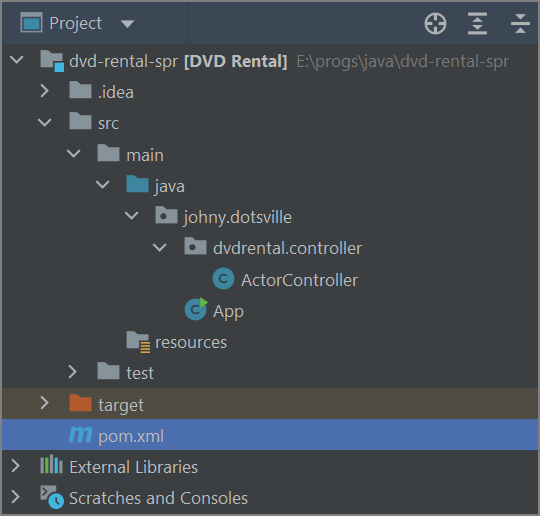 Project
dvd-rental-spr [DVD Rental] E:\progs\java\dvd-rental-spr
.idea
src
main
java
johny.dotsville
dvdrental.controller
C ActorController
C App
resources
test
target
m pom.xml
External Libraries
Scratches and Consoles